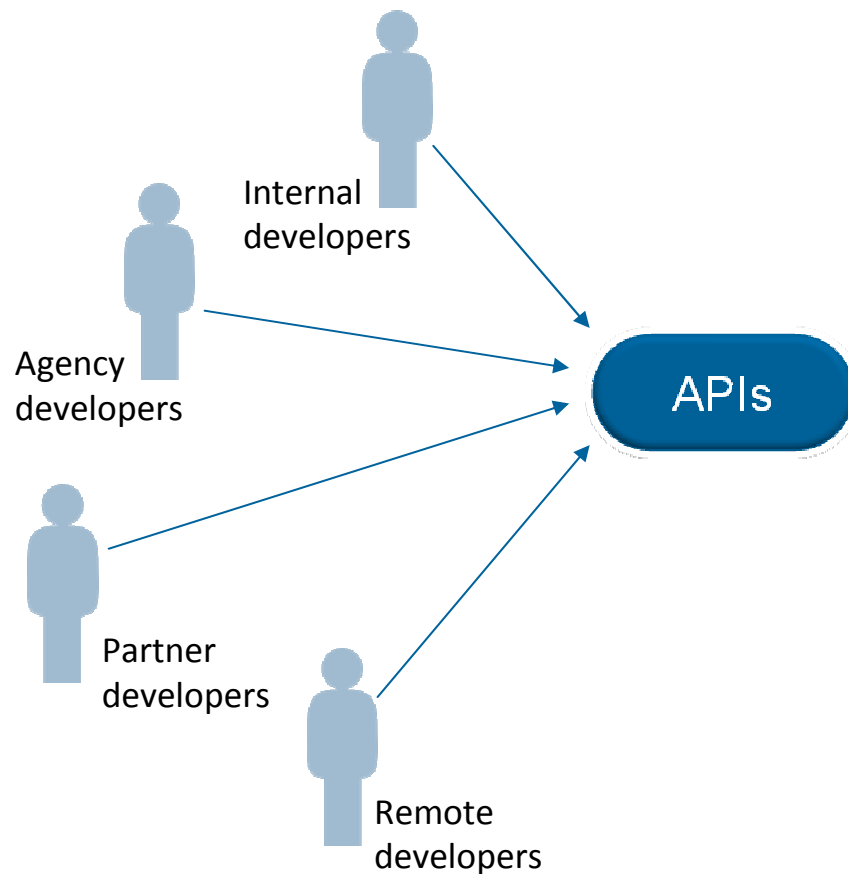 Internal
developers
Agency
developers
APIs
Partner
developers
Remote
developers